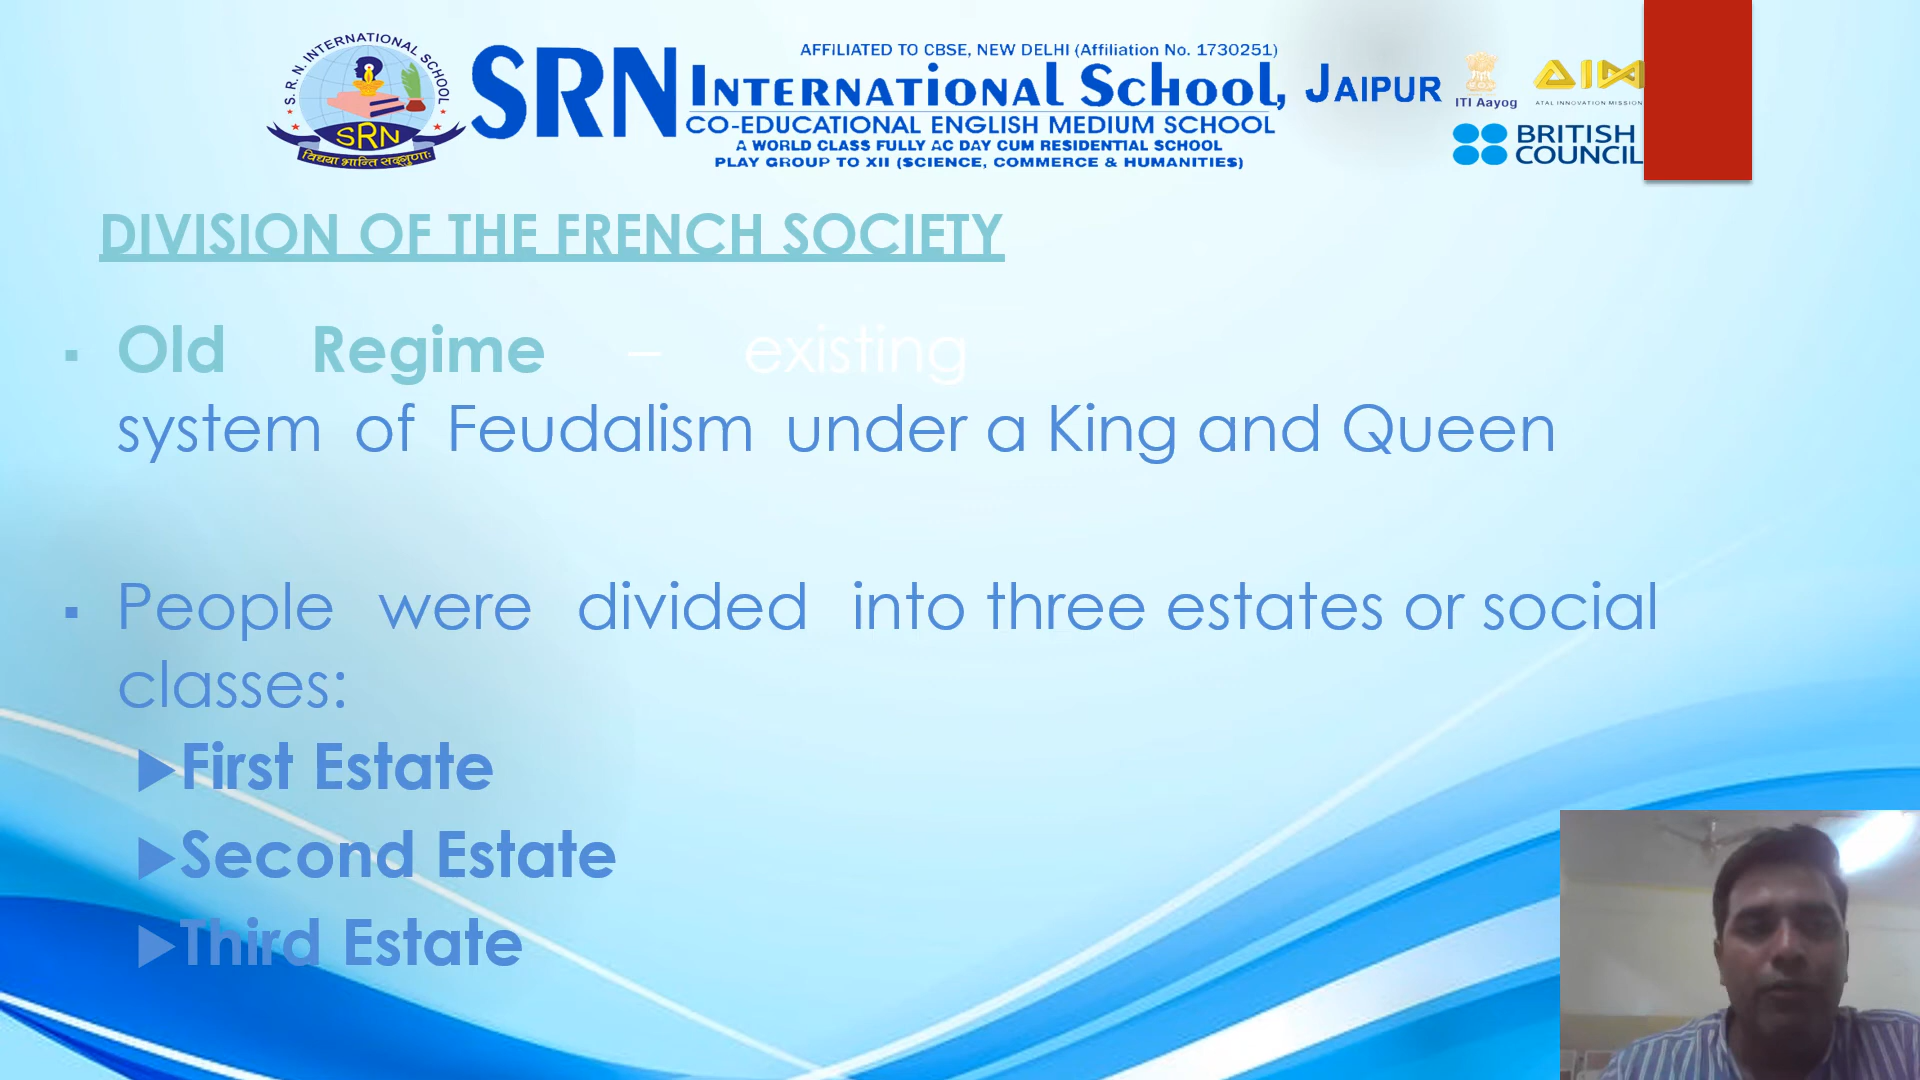 S. R. N. INTERNATIONAL SCHOOL
SRN
विद्यया भान्ति सद्गुणाः
AFFILIATED TO CBSE, NEW DELHI (Affiliation No. 1730251)
SRN INTERNATIONAL SCHOOL, JAIPUR
CO-EDUCATIONAL ENGLISH MEDIUM SCHOOL
A WORLD CLASS FULLY AC DAY CUM RESIDENTIAL SCHOOL
PLAY GROUP TO XII (SCIENCE, COMMERCE & HUMANITIES)
ITI Aayog
AIM
ATAL INNOVATION MISSION
BRITISH
COUNCIL
DIVISION OF THE FRENCH SOCIETY
▪ Old Regime – existing
system of Feudalism under a King and Queen
▪ People were divided into three estates or social
classes:
▶First Estate
▶Second Estate
▶Third Estate